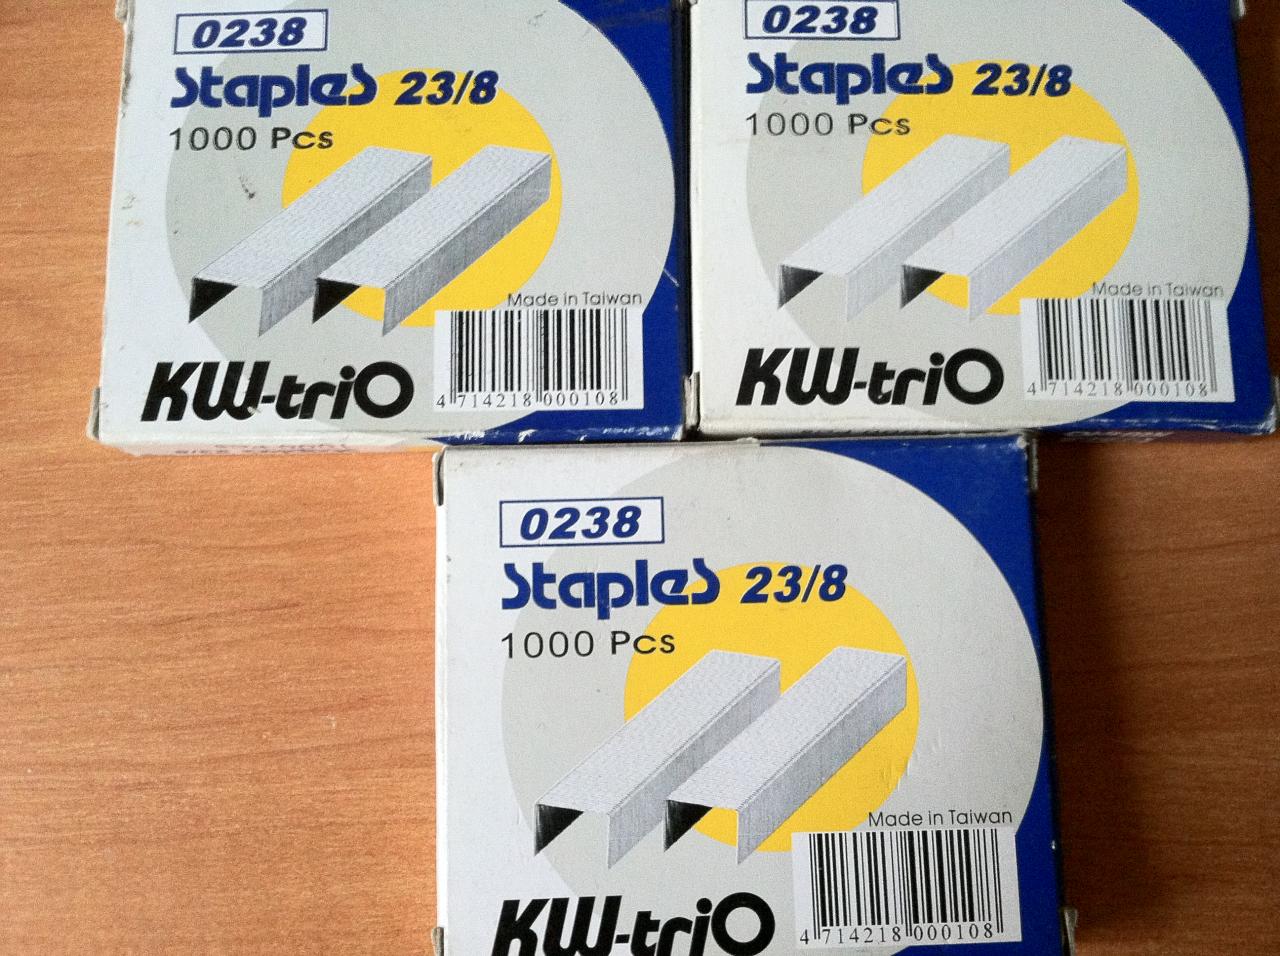 0238
Staples 23/8
1000 Pcs
Made in Taiwan
KW-triO
4 714218 000108
0238
Staples 23/8
1000 Pcs
Made in Taiwan
KW-triO
4 714218 000108
0238
Staples 23/8
1000 Pcs
Made in Taiwan
KW-triO
4 714218 000108